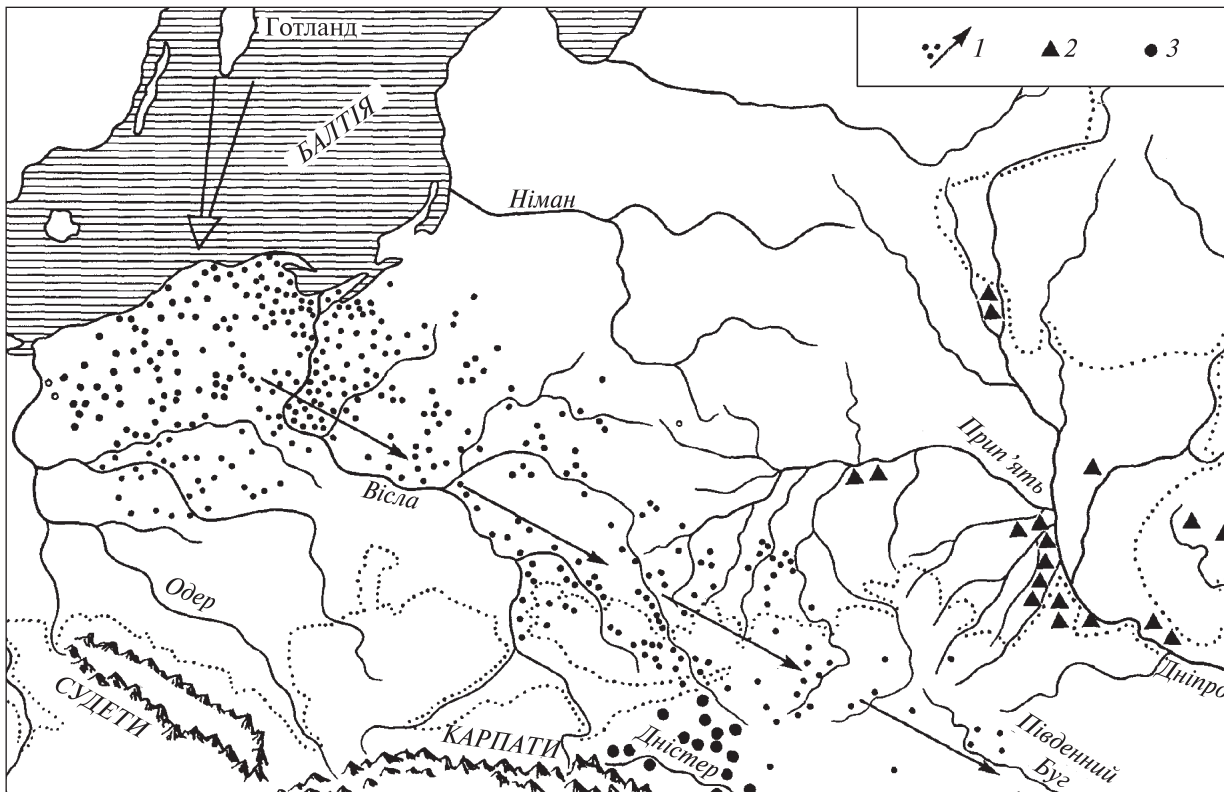 Готланд
1 2 3
БАЛТІЯ
Німан
Прип’ять
Вісла
Одер
СУДЕТИ
КАРПАТИ
Дністер
Дніпро
Південний
Буг